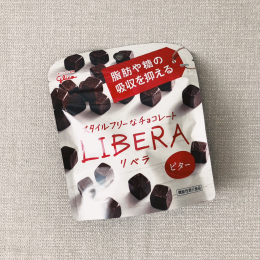 Glico
脂肪や糖の
吸収を抑える
スタイルフリーなチョコレート
LIBERA
リベラ
ビター
機能性表示食品